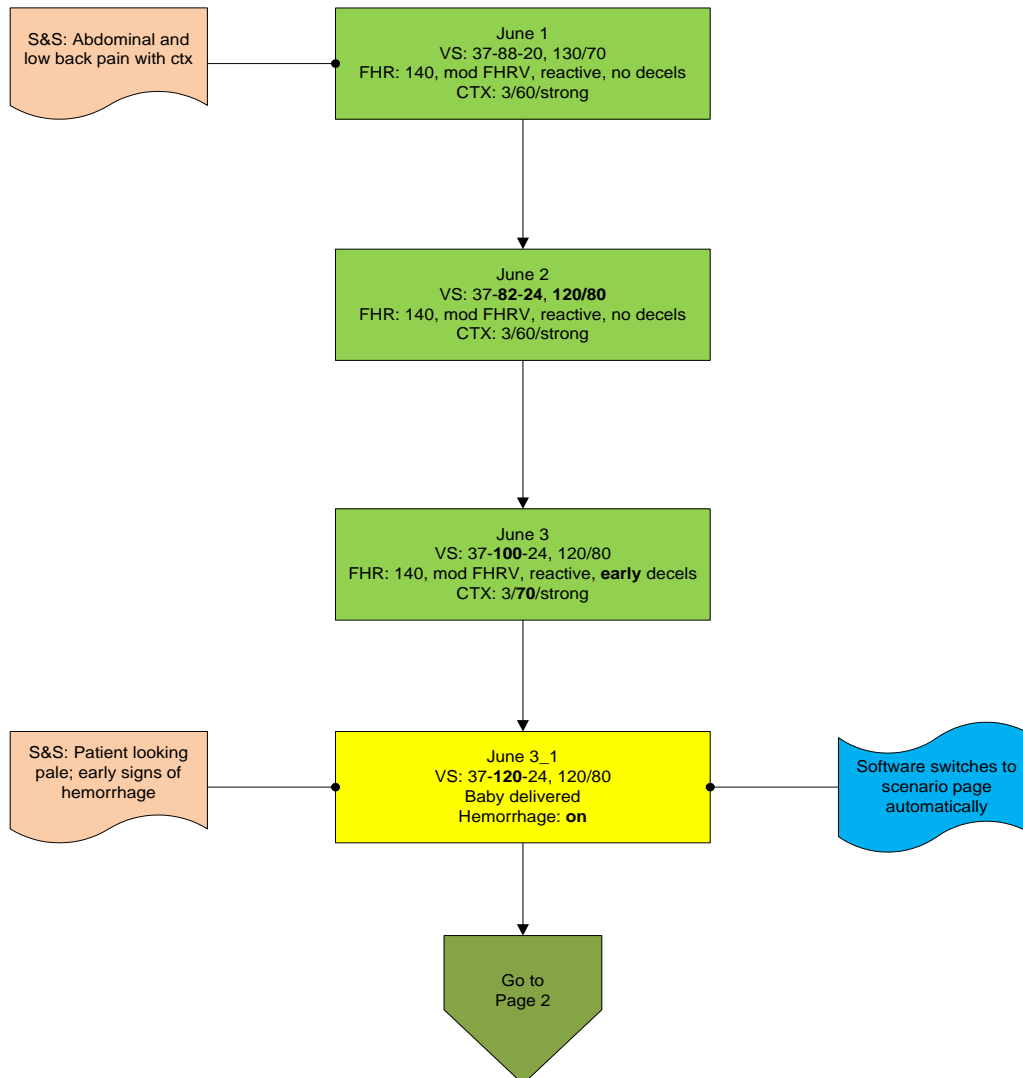 S&S: Abdominal and
low back pain with ctx
June 1
VS: 37-88-20, 130/70
FHR: 140, mod FHRV, reactive, no decels
CTX: 3/60/strong
June 2
VS: 37-82-24, 120/80
FHR: 140, mod FHRV, reactive, no decels
CTX: 3/60/strong
June 3
VS: 37-100-24, 120/80
FHR: 140, mod FHRV, reactive, early decels
CTX: 3/70/strong
S&S: Patient looking
pale; early signs of
hemorrhage
June 3_1
VS: 37-120-24, 120/80
Baby delivered
Hemorrhage: on
Software switches to
scenario page
automatically
Go to
Page 2